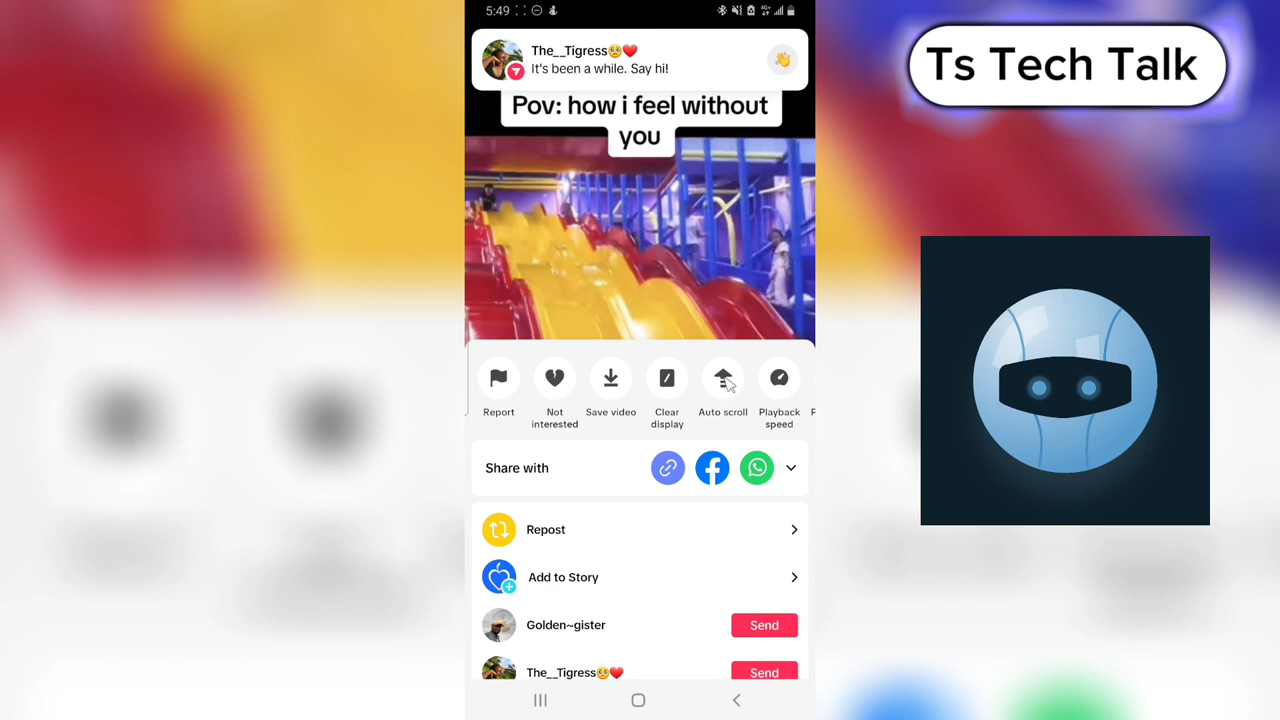 5:49
4G+
Ts Tech Talk
The__Tigress🥺❤️
It's been a while. Say hi!
👋
Pov: how i feel without
you
Report
Not
interested
Save video
Clear
display
Auto scroll
Playback
speed
Share with
Repost
Add to Story
Golden~gister
Send
The__Tigress🥺❤️
Send